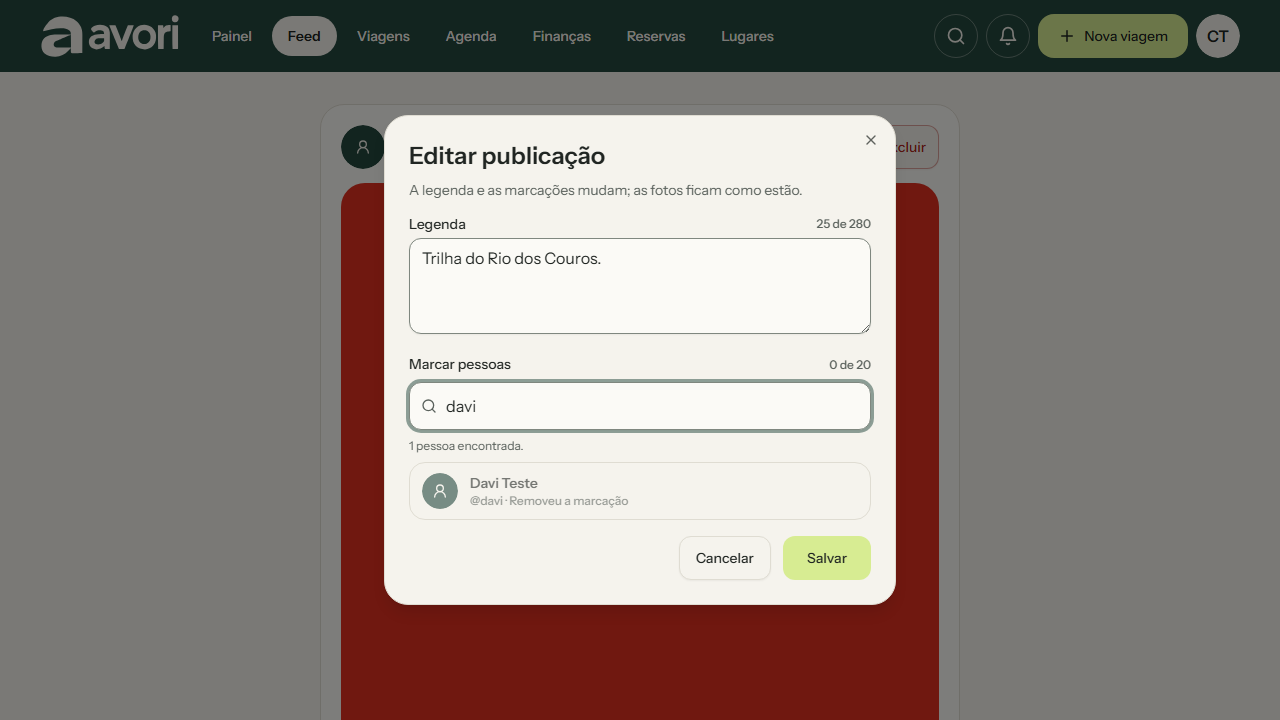 avori
Painel
Feed
Viagens
Agenda
Finanças
Reservas
Lugares
Nova viagem
CT
Editar publicação
A legenda e as marcações mudam; as fotos ficam como estão.
Legenda
25 de 280
Trilha do Rio dos Couros.
Marcar pessoas
0 de 20
davi
1 pessoa encontrada.
Davi Teste
@davi · Removeu a marcação
Cancelar
Salvar